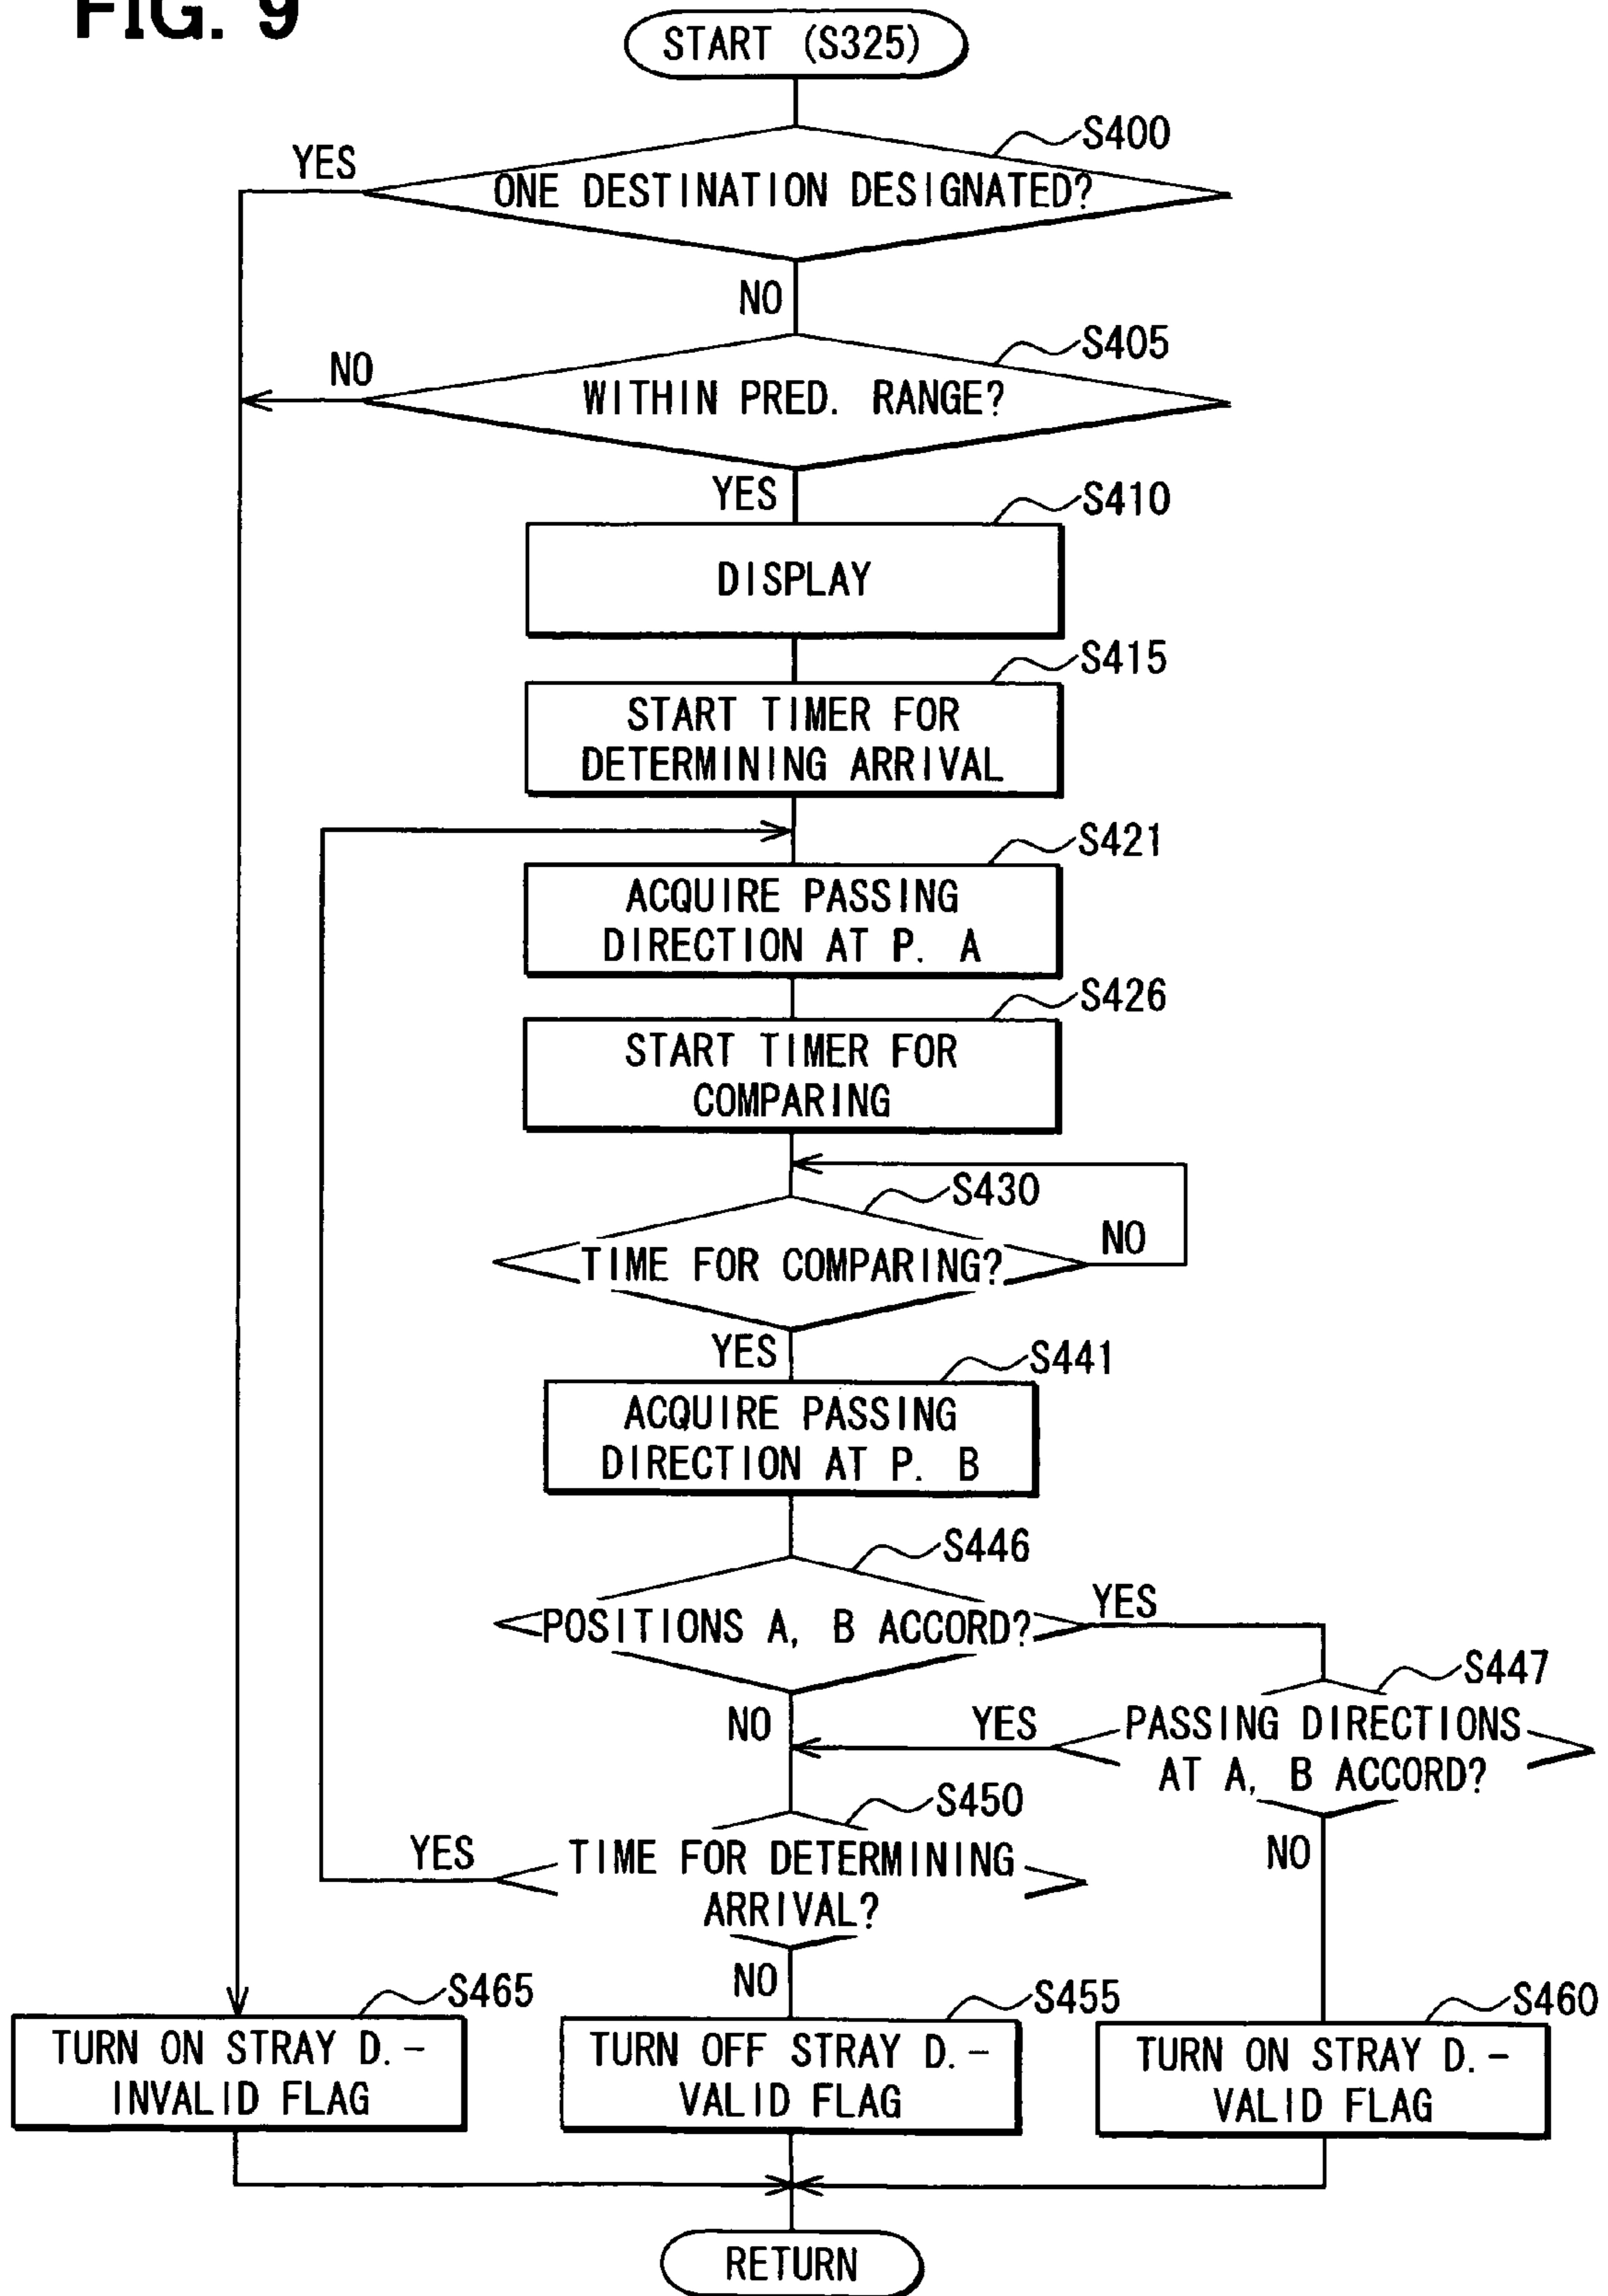 FIG. 9
START (S325)
S400
YES
ONE DESTINATION DESIGNATED?
NO
S405
NO
WITHIN PRED. RANGE?
YES
S410
DISPLAY
S415
START TIMER FOR
DETERMINING ARRIVAL
S421
ACQUIRE PASSING
DIRECTION AT P. A
S426
START TIMER FOR
COMPARING
S430
NO
TIME FOR COMPARING?
YES
S441
ACQUIRE PASSING
DIRECTION AT P. B
S446
YES
POSITIONS A, B ACCORD?
S447
NO
YES
PASSING DIRECTIONS
AT A, B ACCORD?
S450
YES
TIME FOR DETERMINING
ARRIVAL?
NO
NO
S465
TURN ON STRAY D.-
INVALID FLAG
S455
TURN OFF STRAY D.-
VALID FLAG
S460
TURN ON STRAY D.-
VALID FLAG
RETURN